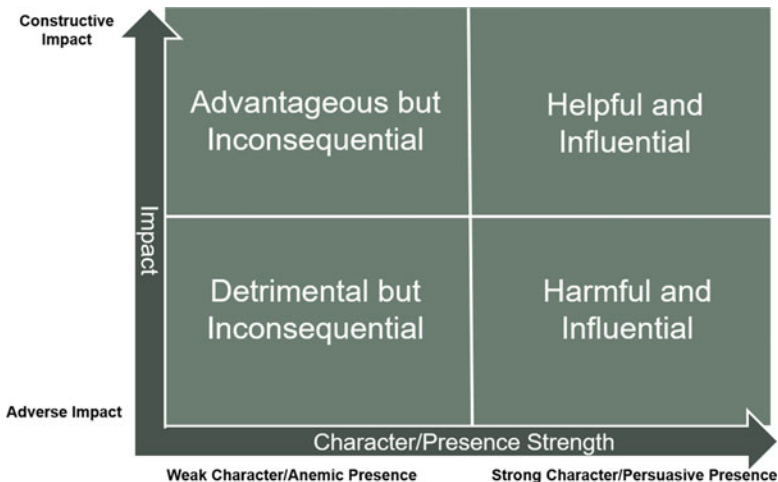 Constructive
Impact
Advantageous but
Inconsequential
Helpful and
Influential
Impact
Detrimental but
Inconsequential
Harmful and
Influential
Adverse Impact
Character/Presence Strength
Weak Character/Anemic Presence
Strong Character/Persuasive Presence